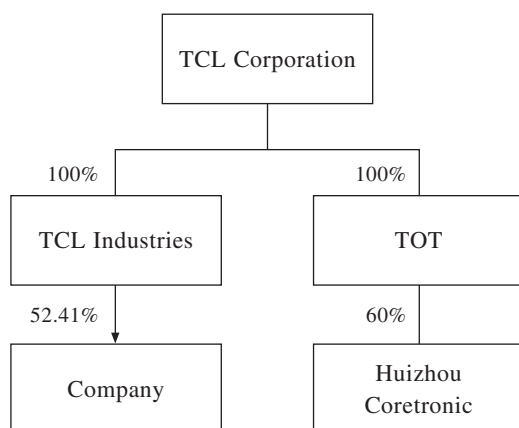 TCL Corporation
100%
100%
TCL Industries
TOT
52.41%
60%
Company
Huizhou
Coretronic